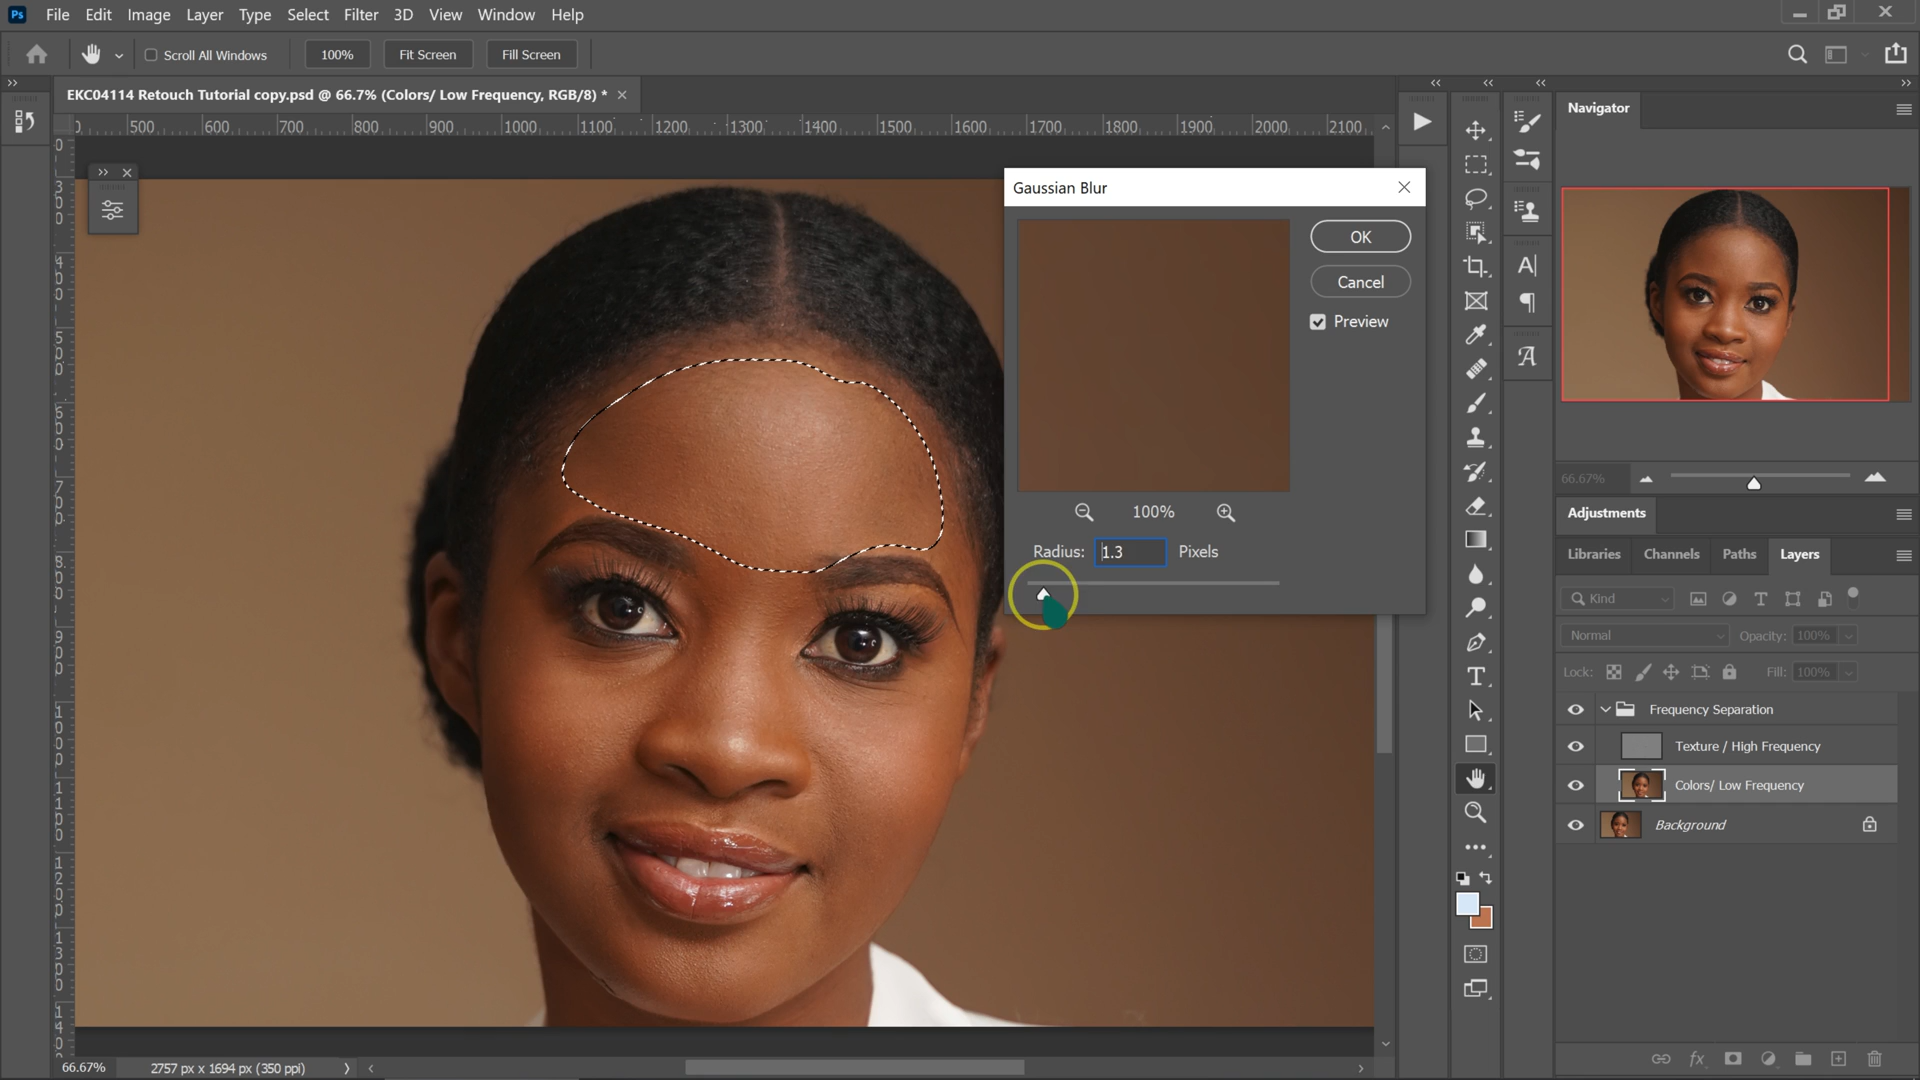 Ps File Edit Image Layer Type Select Filter 3D View Window Help
Scroll All Windows 100% Fit Screen Fill Screen
EKC04114 Retouch Tutorial copy.psd @ 66.7% (Colors/ Low Frequency, RGB/8) *
500 600 700 800 900 1000 1100 1200 1300 1400 1500 1600 1700 1800 1900 2000 2100
Navigator
Gaussian Blur
OK
Cancel
Preview
100%
Radius: 1.3 Pixels
66.67%
Adjustments
Libraries Channels Paths Layers
Kind
Normal Opacity: 100%
Lock: Fill: 100%
Frequency Separation
Texture / High Frequency
Colors/ Low Frequency
Background
66.67% 2757 px x 1694 px (350 ppi)